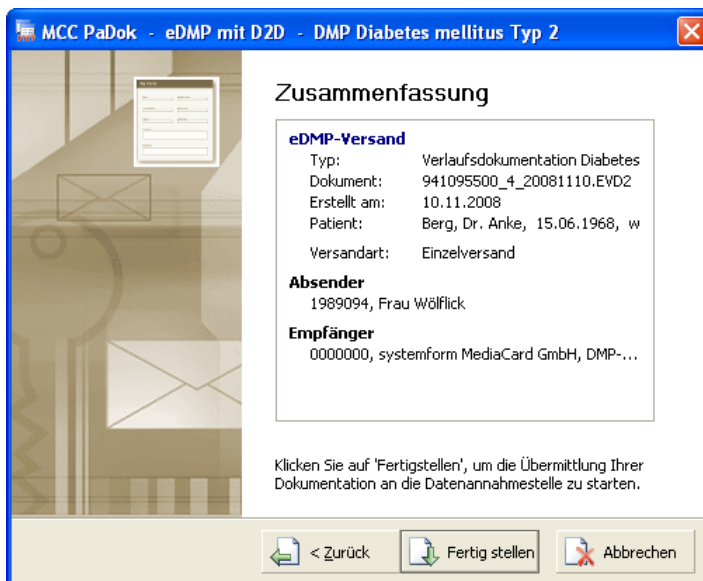 MCC PaDok - eDMP mit D2D - DMP Diabetes mellitus Typ 2
Zusammenfassung
eDMP-Versand
Typ: Verlaufsdokumentation Diabetes
Dokument: 941095500_4_20081110.EVD2
Erstellt am: 10.11.2008
Patient: Berg, Dr. Anke, 15.06.1968, w
Versandart: Einzelversand
Absender
1989094, Frau Wölflick
Empfänger
0000000, systemform MediaCard GmbH, DMP-...
Klicken Sie auf 'Fertigstellen', um die Übermittlung Ihrer
Dokumentation an die Datenannahmestelle zu starten.
< Zurück Fertig stellen Abbrechen